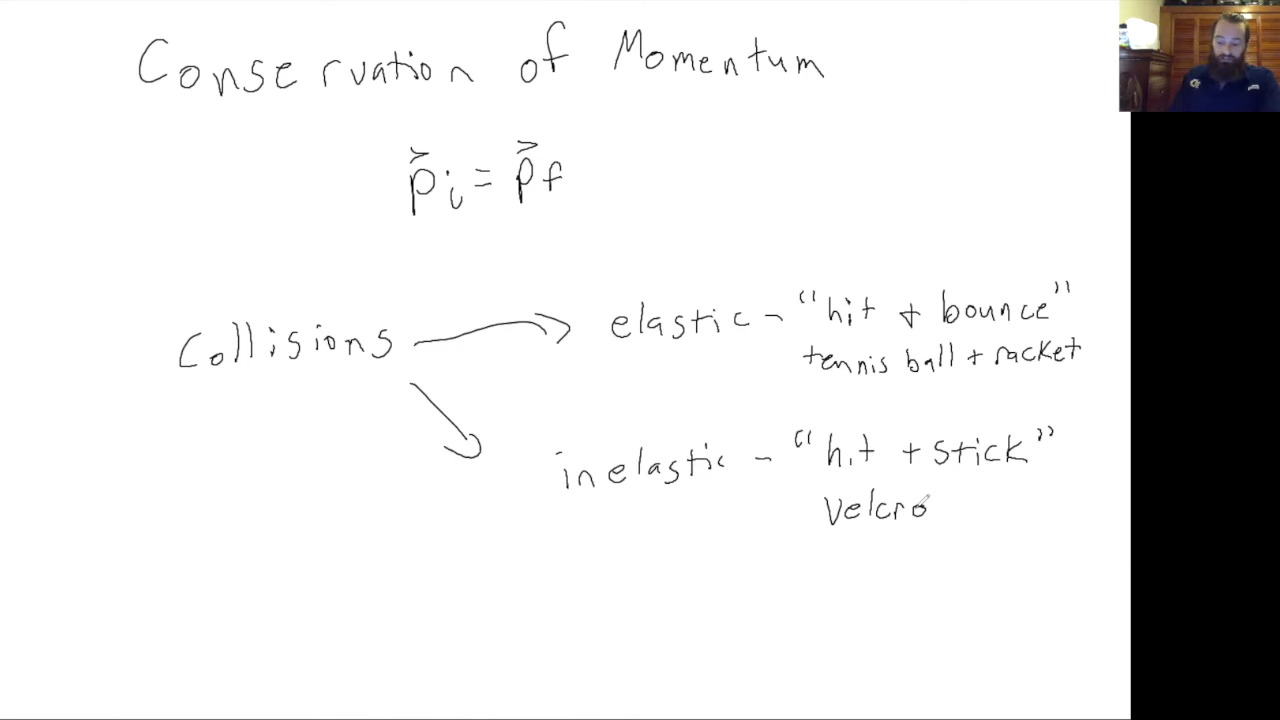 Conservation of Momentum
p⃗i = p⃗f
Collisions
elastic - "hit + bounce"
tennis ball + racket
inelastic - "hit + stick"
velcro